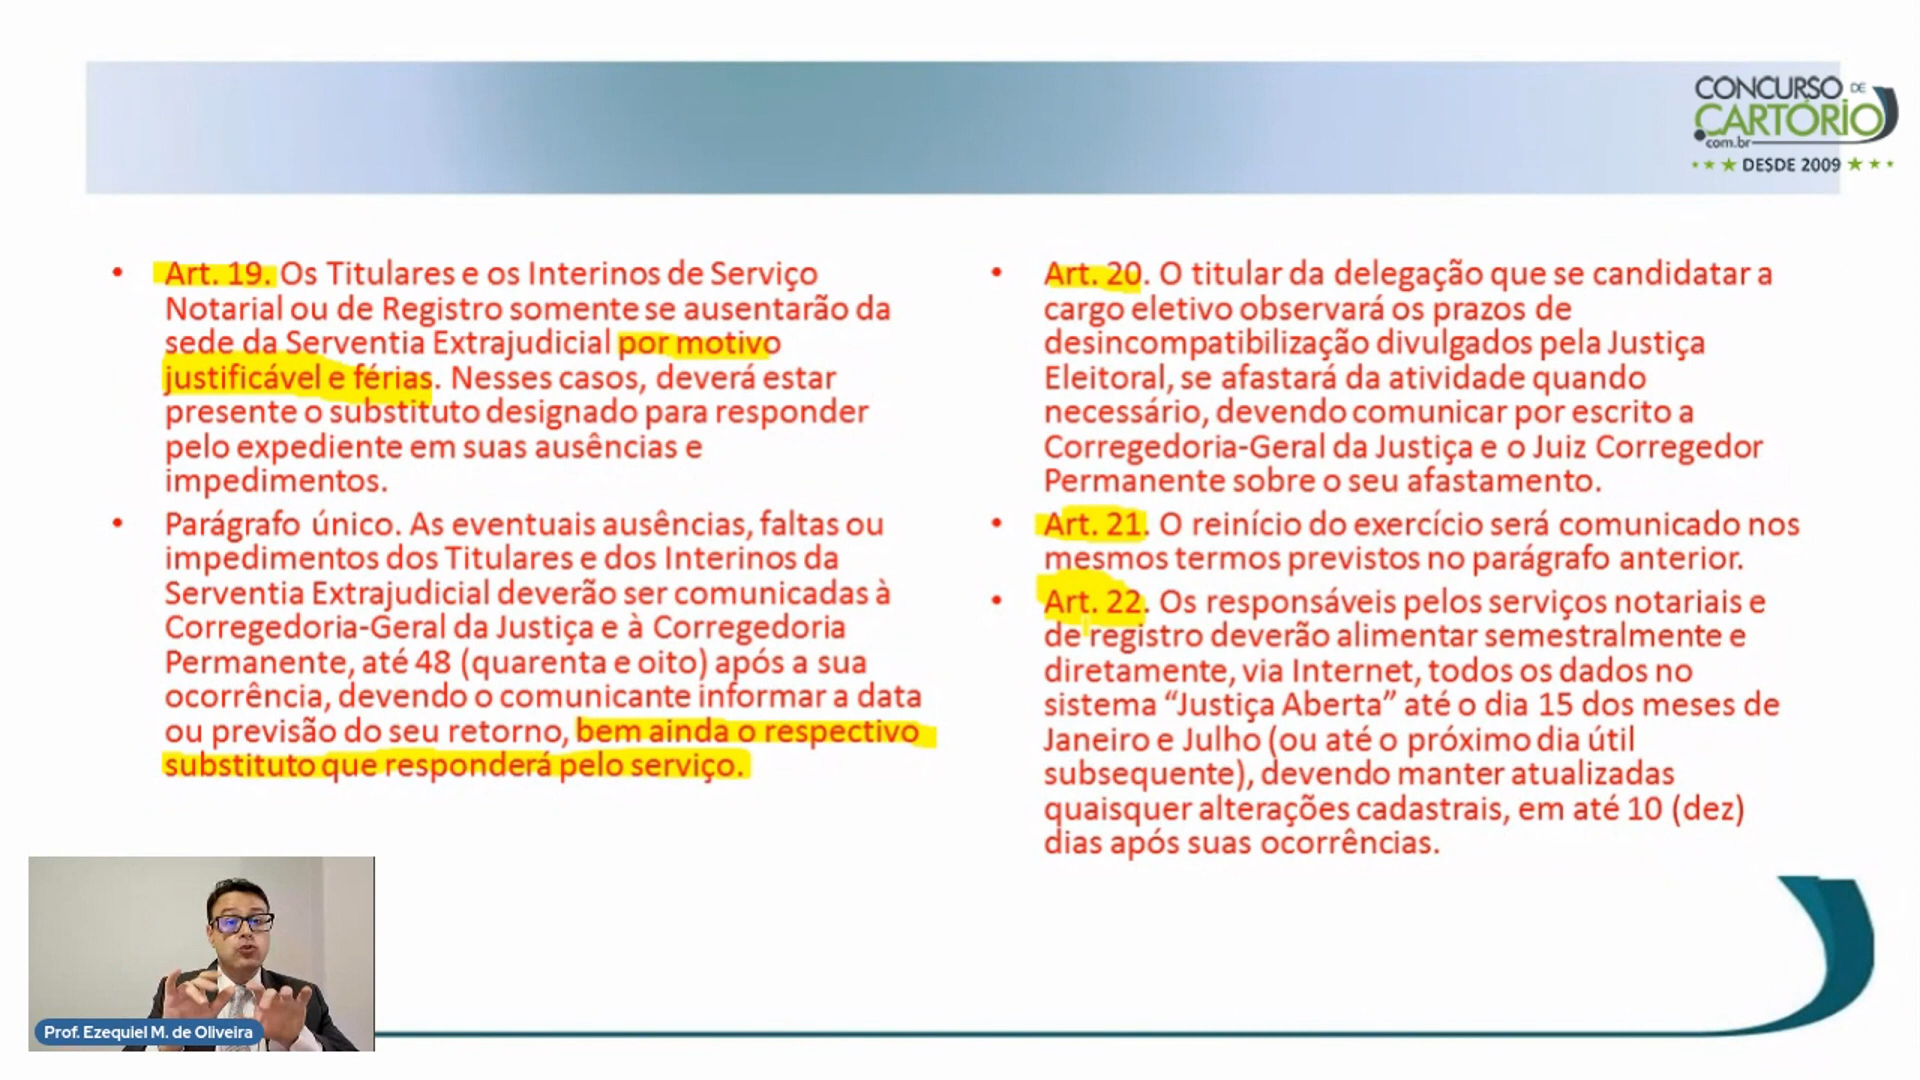 CONCURSO DE
CARTÓRIO
.com.br
DESDE 2009
• Art. 19. Os Titulares e os Interinos de Serviço
Notarial ou de Registro somente se ausentarão da
sede da Serventia Extrajudicial por motivo
justificável e férias. Nesses casos, deverá estar
presente o substituto designado para responder
pelo expediente em suas ausências e
impedimentos.
• Parágrafo único. As eventuais ausências, faltas ou
impedimentos dos Titulares e dos Interinos da
Serventia Extrajudicial deverão ser comunicadas à
Corregedoria-Geral da Justiça e à Corregedoria
Permanente, até 48 (quarenta e oito) após a sua
ocorrência, devendo o comunicante informar a data
ou previsão do seu retorno, bem ainda o respectivo
substituto que responderá pelo serviço.
• Art. 20. O titular da delegação que se candidatar a
cargo eletivo observará os prazos de
desincompatibilização divulgados pela Justiça
Eleitoral, se afastará da atividade quando
necessário, devendo comunicar por escrito a
Corregedoria-Geral da Justiça e o Juiz Corregedor
Permanente sobre o seu afastamento.
• Art. 21. O reinício do exercício será comunicado nos
mesmos termos previstos no parágrafo anterior.
• Art. 22. Os responsáveis pelos serviços notariais e
de registro deverão alimentar semestralmente e
diretamente, via Internet, todos os dados no
sistema “Justiça Aberta” até o dia 15 dos meses de
Janeiro e Julho (ou até o próximo dia útil
subsequente), devendo manter atualizadas
quaisquer alterações cadastrais, em até 10 (dez)
dias após suas ocorrências.
Prof. Ezequiel M. de Oliveira